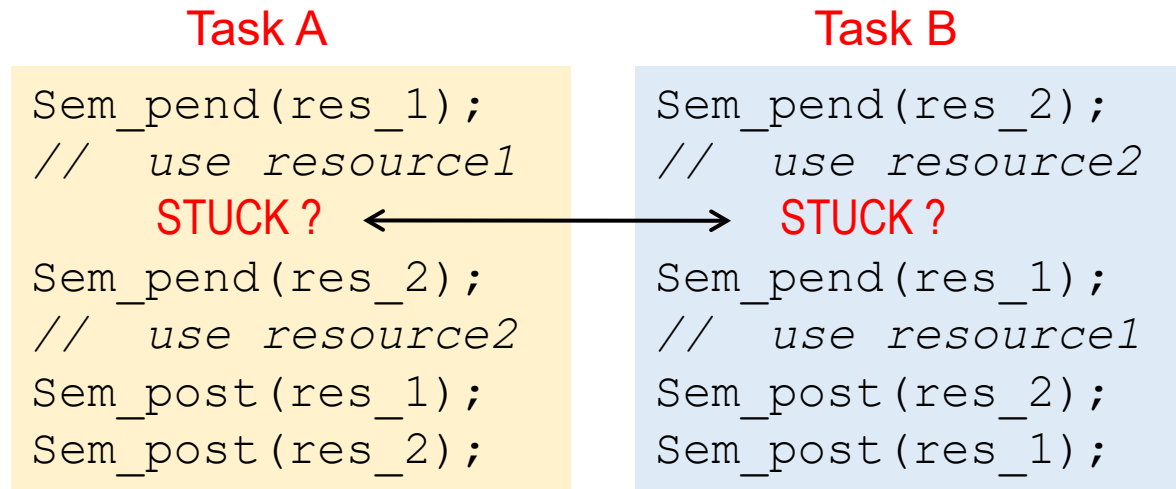 Task A
Sem_pend(res_1);
// use resource1
STUCK ?
Sem_pend(res_2);
// use resource2
Sem_post(res_1);
Sem_post(res_2);
Task B
Sem_pend(res_2);
// use resource2
STUCK ?
Sem_pend(res_1);
// use resource1
Sem_post(res_2);
Sem_post(res_1);